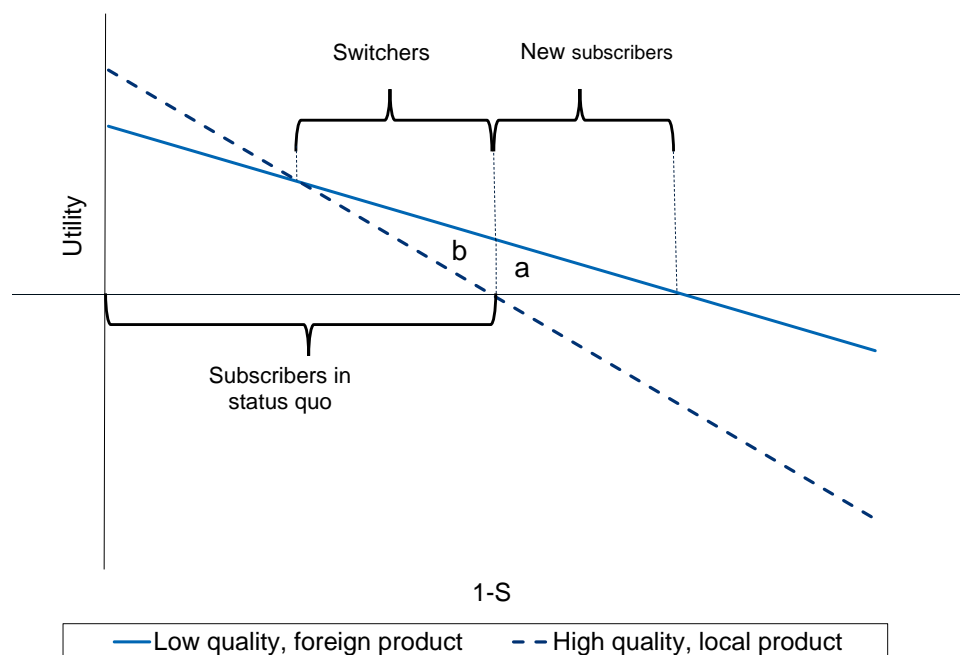 Switchers
New subscribers
Utility
b
a
Subscribers in
status quo
1-S
Low quality, foreign product
High quality, local product